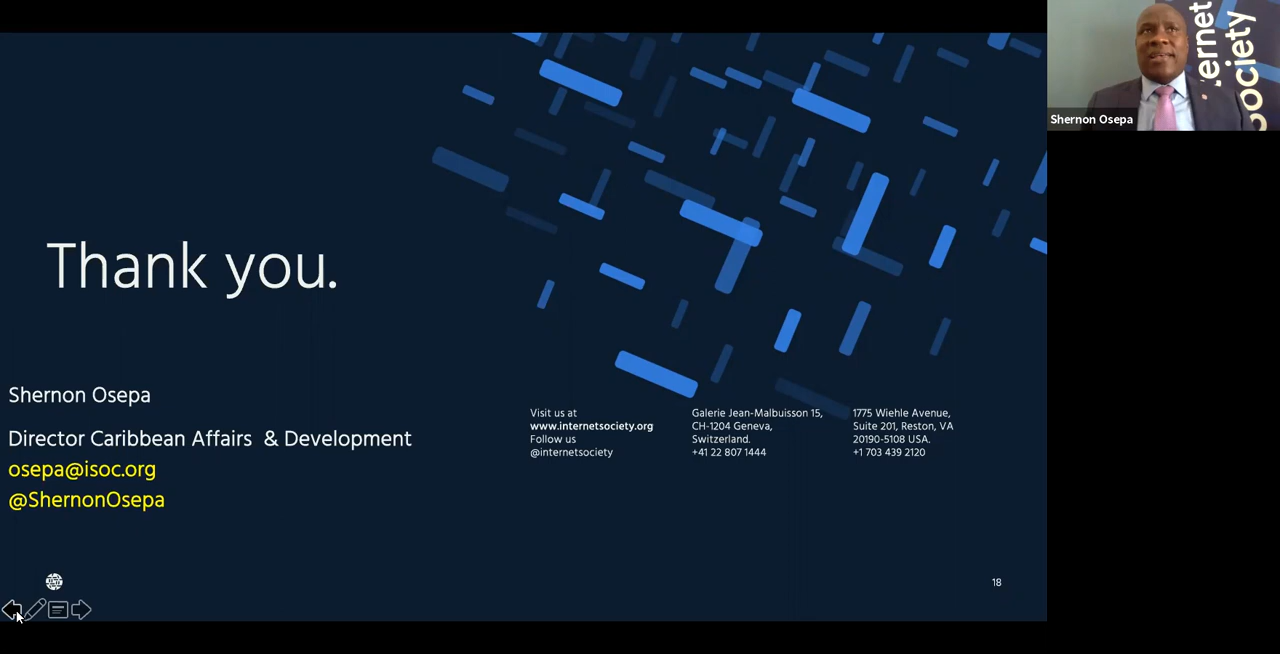 Thank you.
Shernon Osepa
Director Caribbean Affairs & Development
osepa@isoc.org
@ShernonOsepa
Visit us at
www.internetsociety.org
Follow us
@internetsociety
Galerie Jean-Malbuisson 15,
CH-1204 Geneva,
Switzerland.
+41 22 807 1444
1775 Wiehle Avenue,
Suite 201, Reston, VA
20190-5108 USA.
+1 703 439 2120
18
ernet
ociety
Shernon Osepa